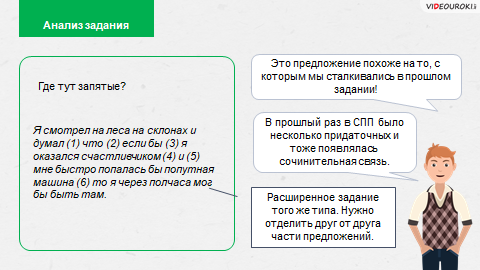 Анализ задания
VIDEOUROKI
Где тут запятые?
Я смотрел на леса на склонах и
думал (1) что (2) если бы (3) я
оказался счастливчиком (4) и (5)
мне быстро попалась бы попутная
машина (6) то я через полчаса мог
бы быть там.
Это предложение похоже на то, с
которым мы сталкивались в прошлом
задании!
В прошлый раз в СПП было
несколько придаточных и
тоже появлялась
сочинительная связь.
Расширенное задание
того же типа. Нужно
отделить друг от друга
части предложений.